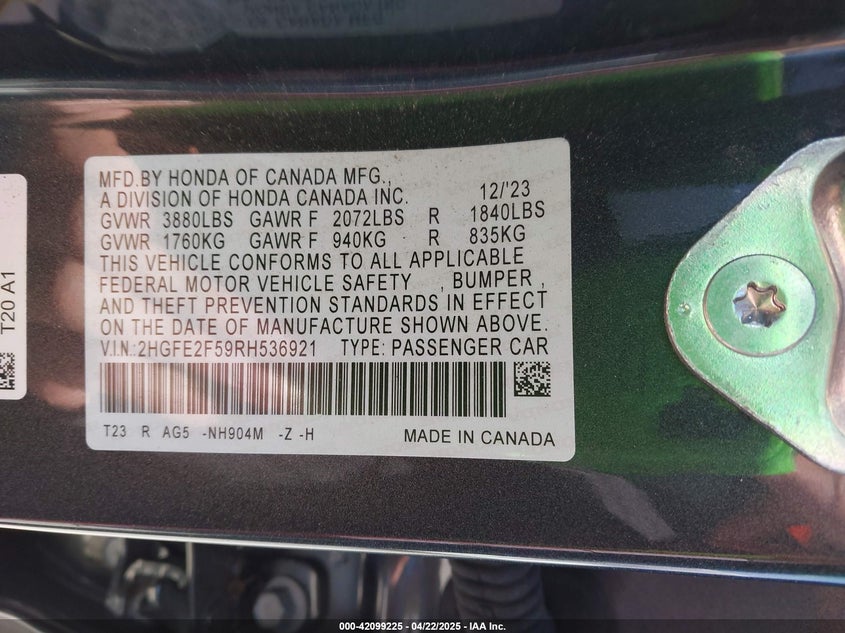 MFD.BY HONDA OF CANADA MFG.,
A DIVISION OF HONDA CANADA INC. 12/'23
GVWR 3880LBS GAWR F 2072LBS R 1840LBS
GVWR 1760KG GAWR F 940KG R 835KG
THIS VEHICLE CONFORMS TO ALL APPLICABLE
FEDERAL MOTOR VEHICLE SAFETY , BUMPER ,
AND THEFT PREVENTION STANDARDS IN EFFECT
ON THE DATE OF MANUFACTURE SHOWN ABOVE.
V.I.N.:2HGFE2F59RH536921 TYPE: PASSENGER CAR
T23 R AG5 -NH904M -Z -H MADE IN CANADA
T20 A1
000-42099225 - 04/22/2025 - IAA Inc.